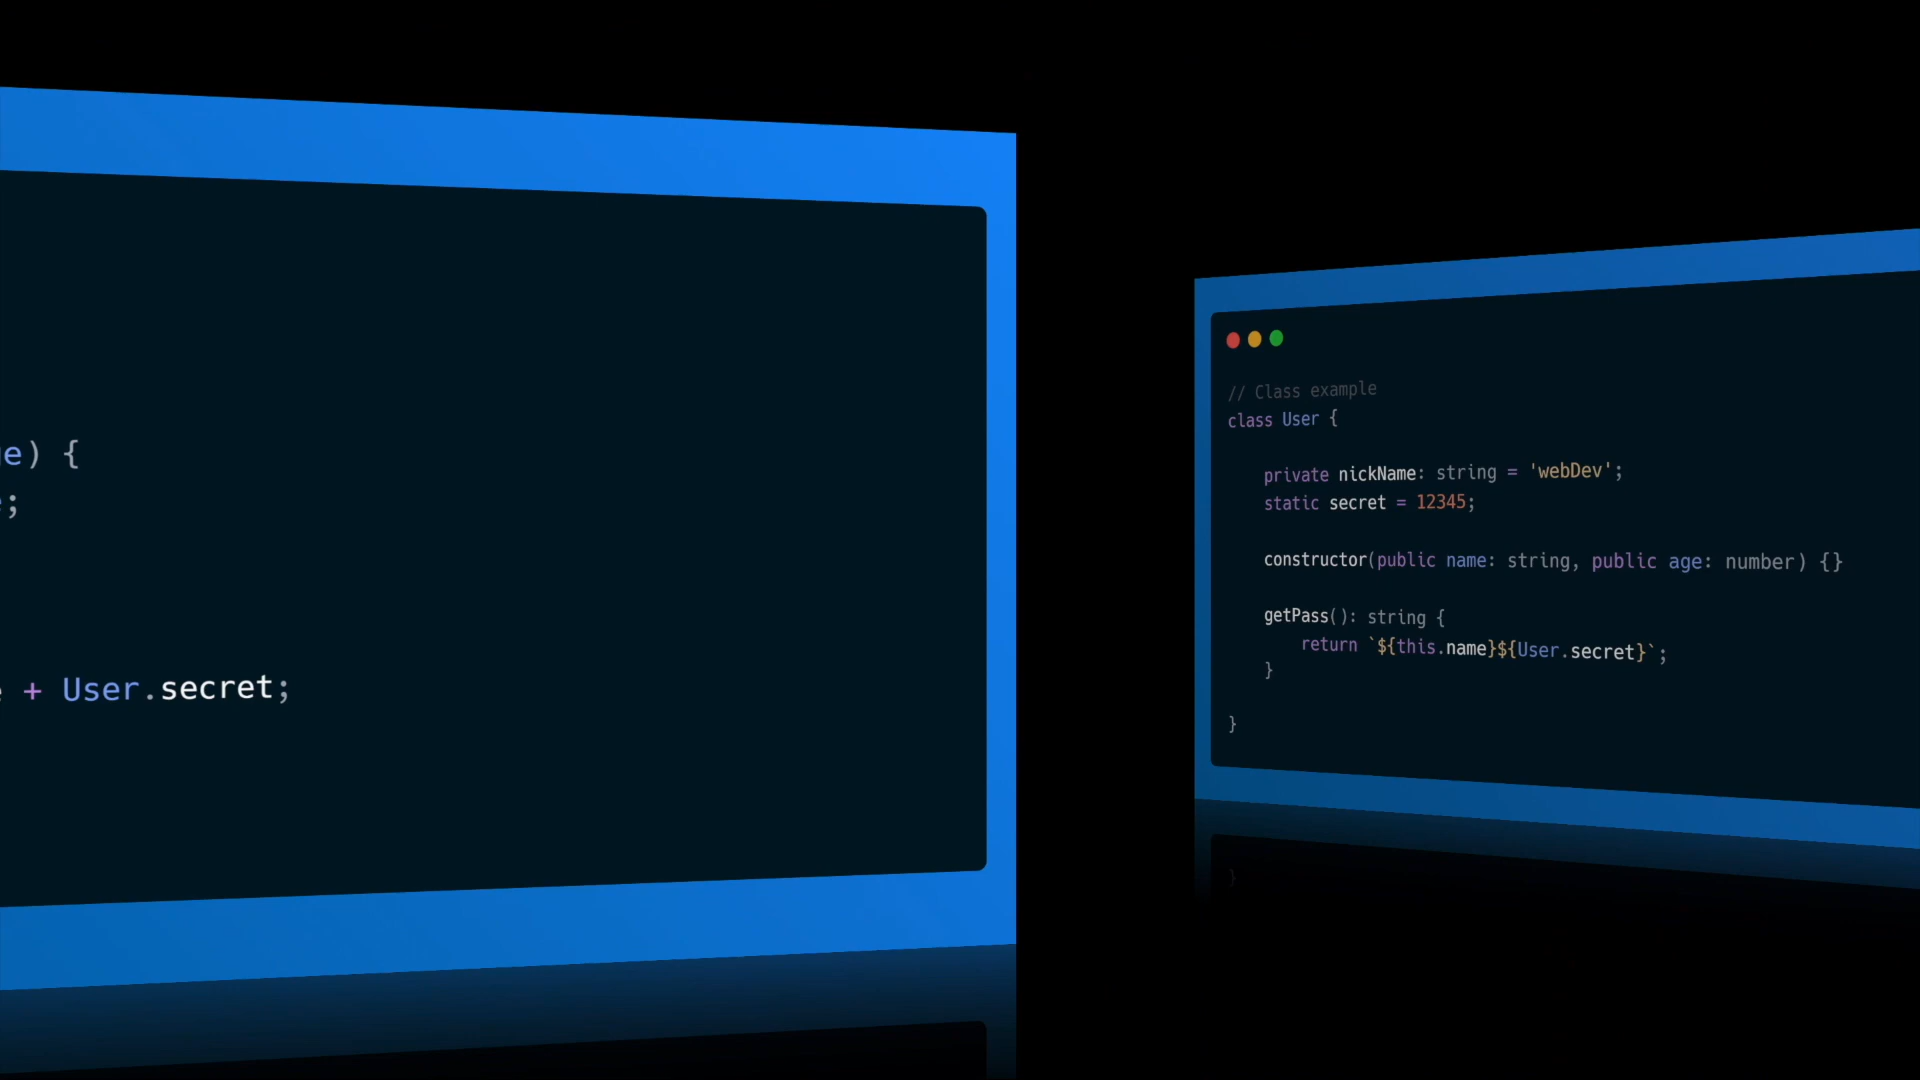 ) {
;
+ User.secret;
// Class example
class User {
private nickName: string = 'webDev';
static secret = 12345;
constructor(public name: string, public age: number) {}
getPass(): string {
return `${this.name}${User.secret}`;
}
}